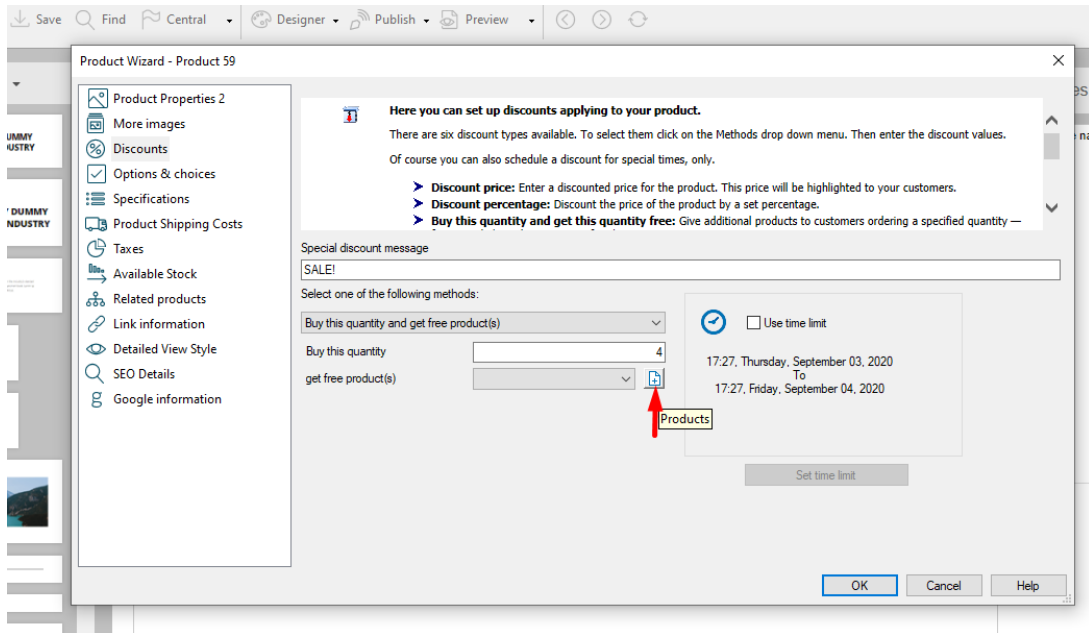 Save Find Central Designer Publish Preview
Product Wizard - Product 59
Product Properties 2
More images
Discounts
Options & choices
Specifications
Product Shipping Costs
Taxes
Available Stock
Related products
Link information
Detailed View Style
SEO Details
Google information
Here you can set up discounts applying to your product.
There are six discount types available. To select them click on the Methods drop down menu. Then enter the discount values.
Of course you can also schedule a discount for special times, only.
Discount price: Enter a discounted price for the product. This price will be highlighted to your customers.
Discount percentage: Discount the price of the product by a set percentage.
Buy this quantity and get this quantity free: Give additional products to customers ordering a specified quantity —
Special discount message
SALE!
Select one of the following methods:
Buy this quantity and get free product(s)
Buy this quantity 4
get free product(s)
Products
Use time limit
17:27, Thursday, September 03, 2020
To
17:27, Friday, September 04, 2020
Set time limit
OK Cancel Help
DUMMY